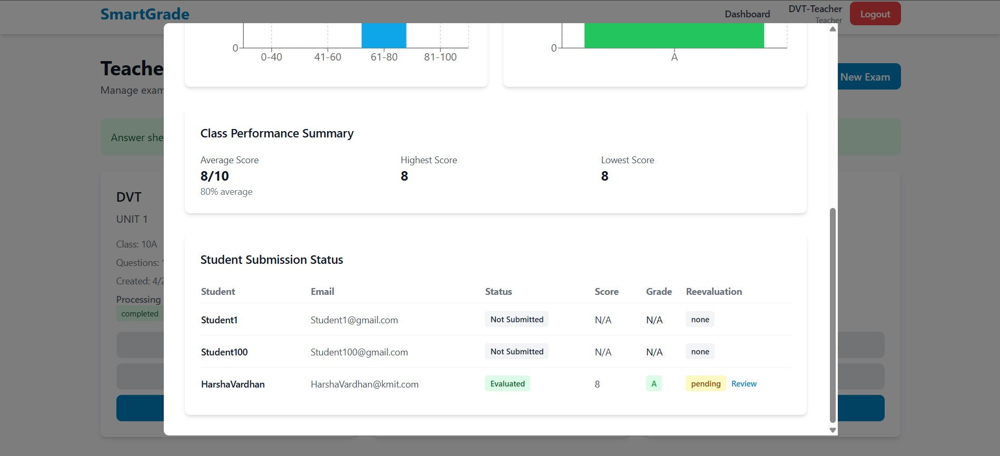 SmartGrade
Dashboard
DVT-Teacher
Teacher
Logout
Manage exam
New Exam
Answer she
DVT
UNIT 1
Class: 10A
Questions:
Created: 4/2
Processing
completed
0
0-40 41-60 61-80 81-100
0
A
Class Performance Summary
Average Score Highest Score Lowest Score
8/10 8 8
80% average
Student Submission Status
Student Email Status Score Grade Reevaluation
Student1 Student1@gmail.com Not Submitted N/A N/A none
Student100 Student100@gmail.com Not Submitted N/A N/A none
HarshaVardhan HarshaVardhan@kmit.com Evaluated 8 A pending Review